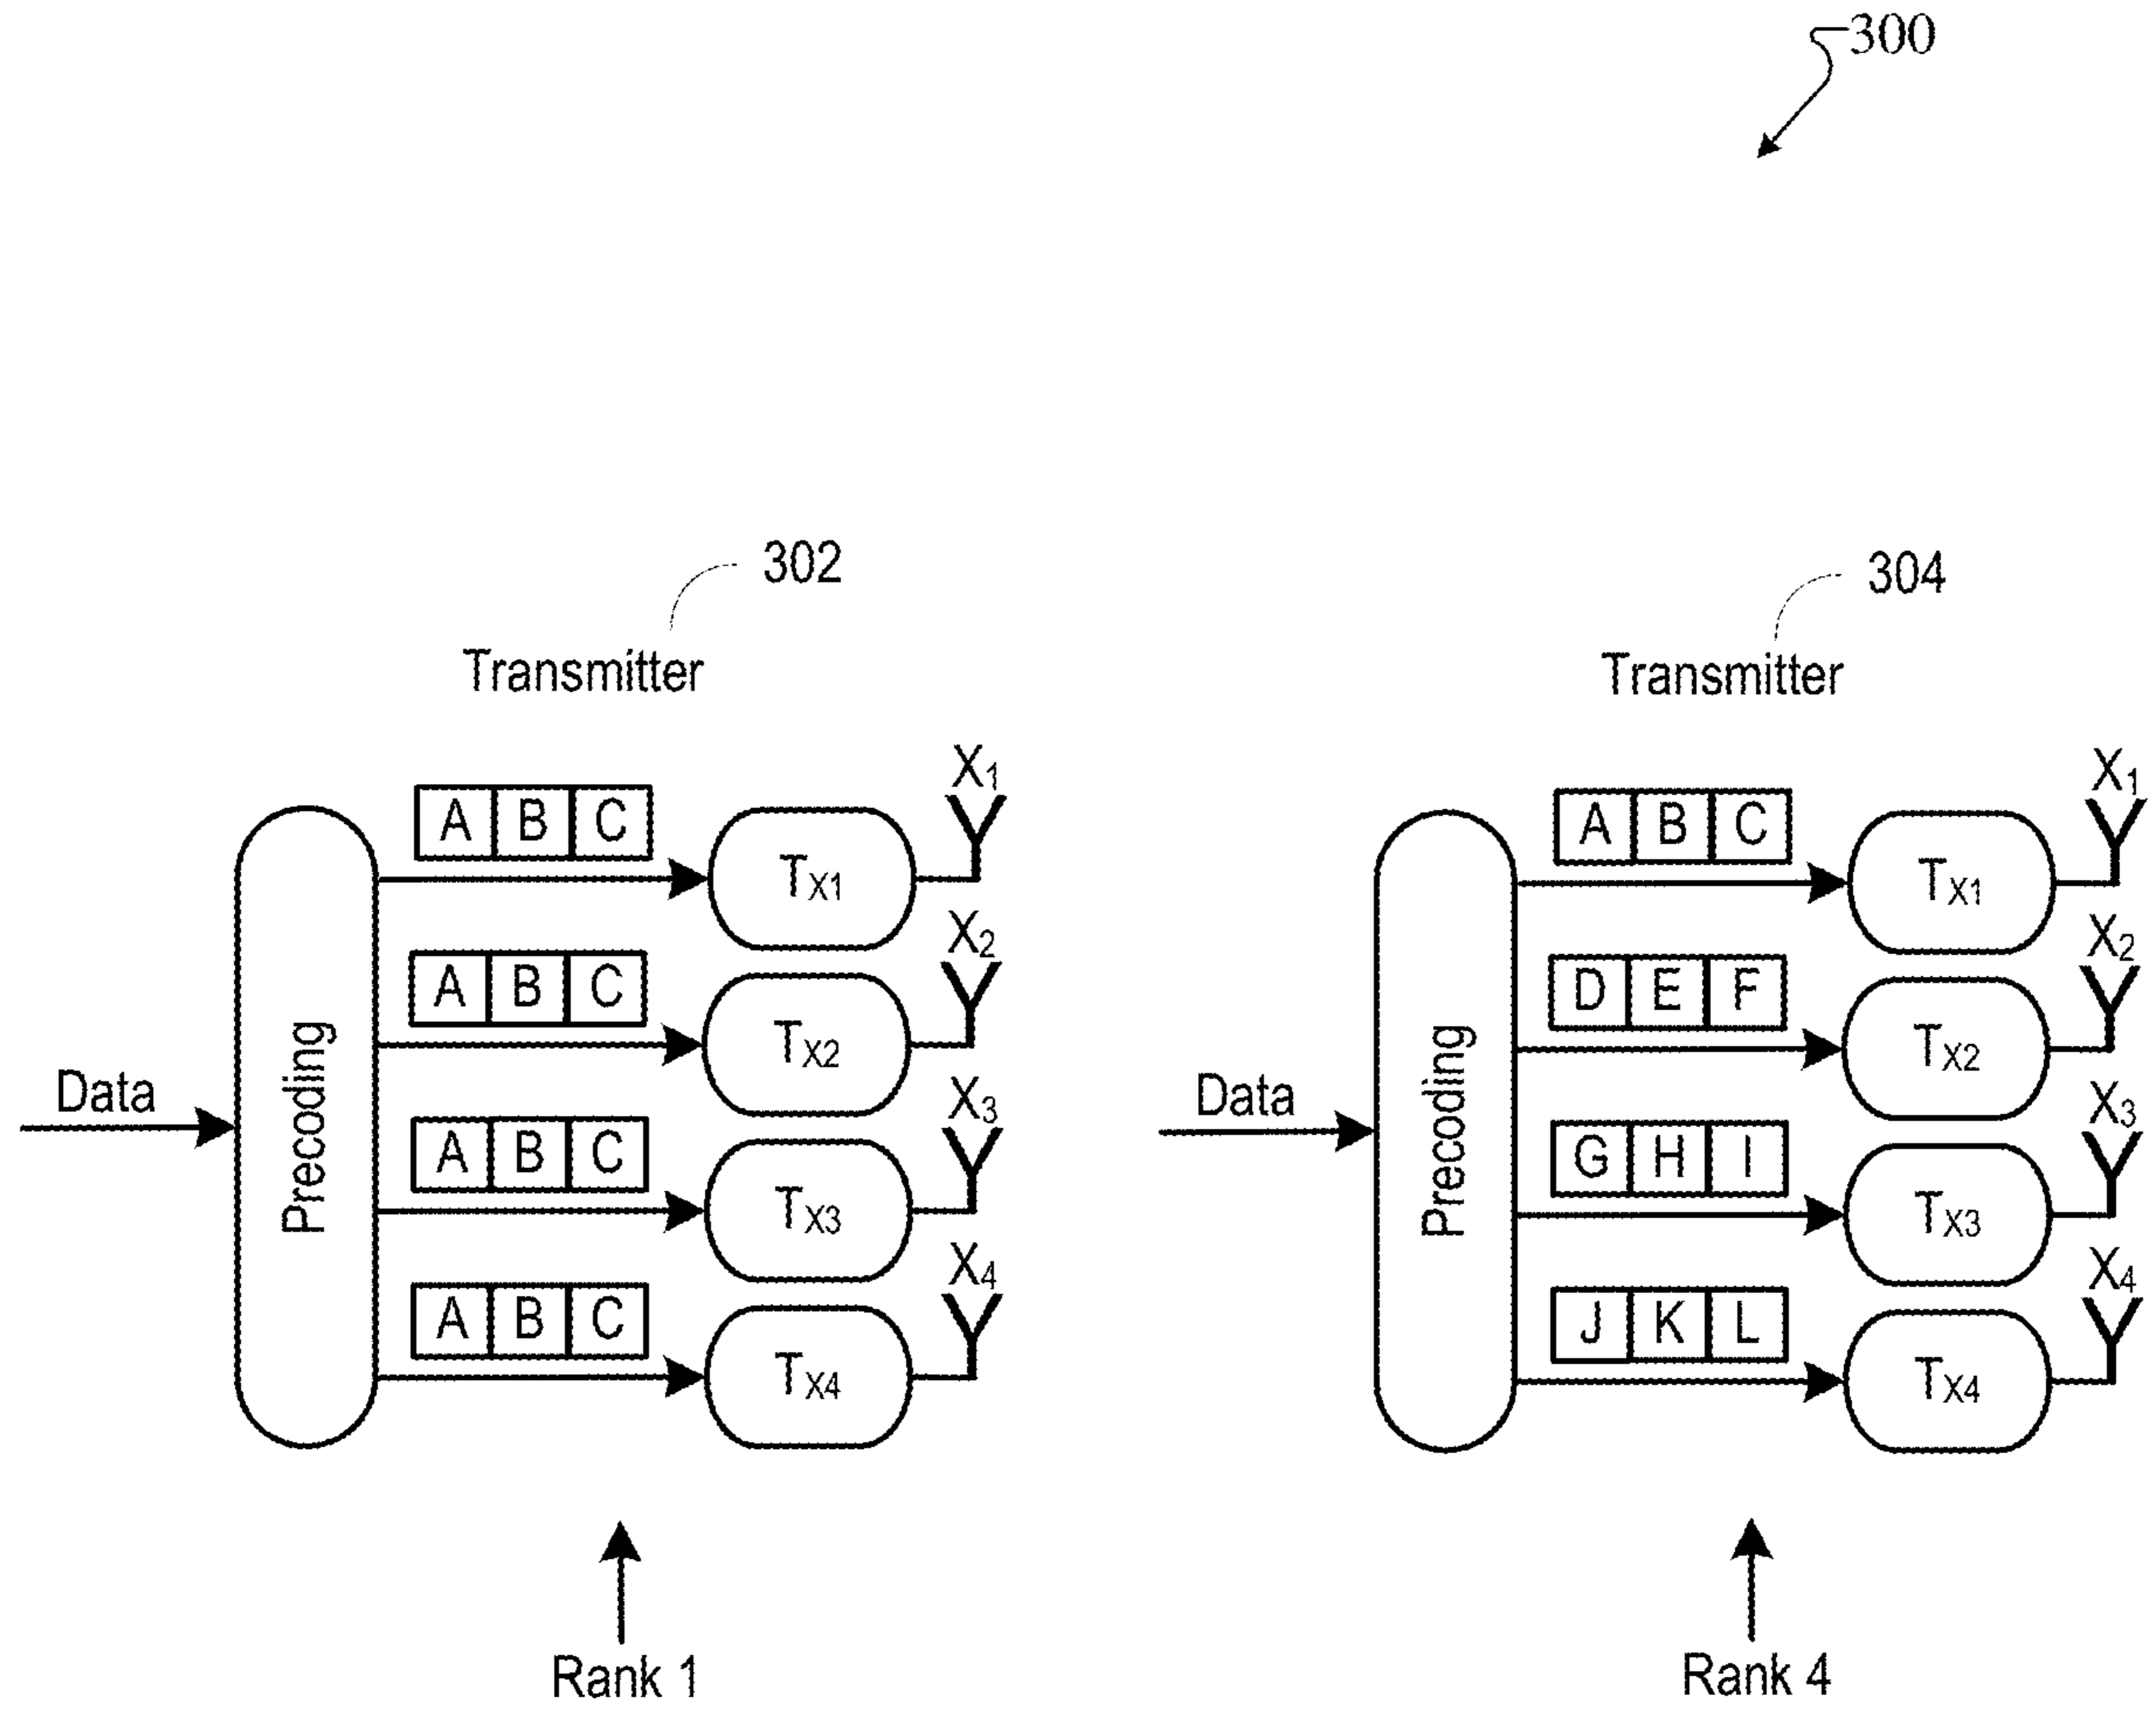 300
302
Transmitter
X1
A B C
TX1
X2
A B C
TX2
Data
Precoding
X3
A B C
TX3
X4
A B C
TX4
Rank 1
304
Transmitter
X1
A B C
TX1
X2
D E F
TX2
Data
Precoding
X3
G H I
TX3
X4
J K L
TX4
Rank 4